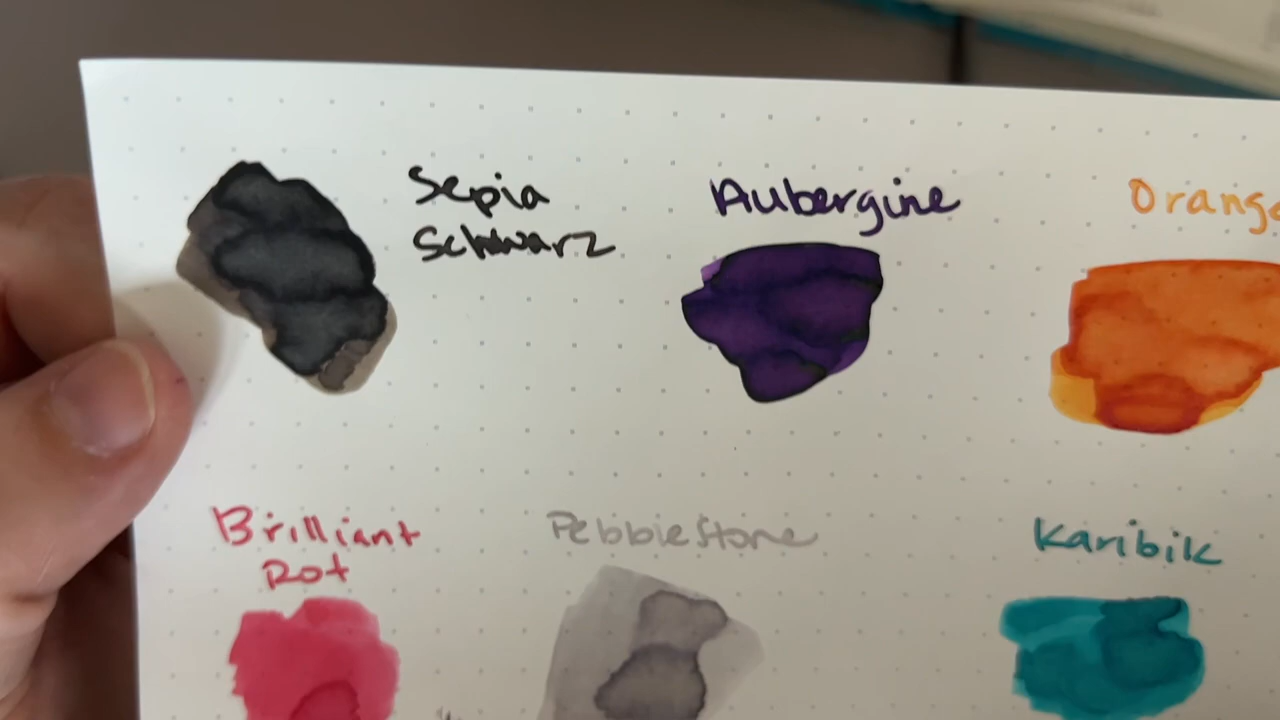 Sepia
Schwarz
Aubergine
Orange
Brilliant
Rot
Pebblestone
Karibik